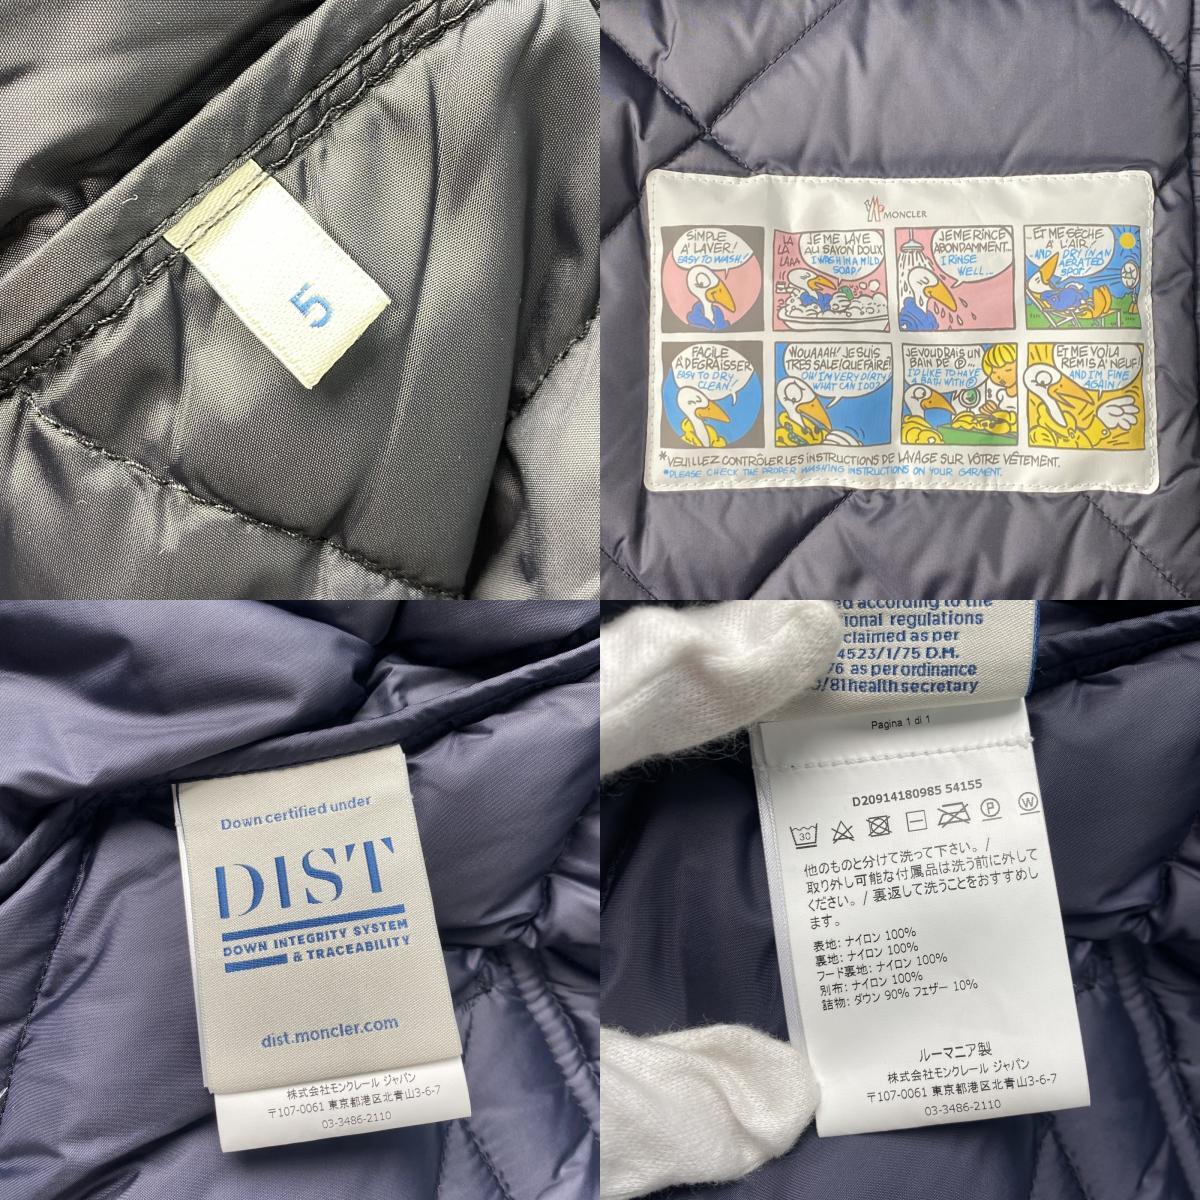 5
MONCLER
SIMPLE
A' LAVER!
EASY TO WASH!
LA
LA
LAAA
JE ME LAVE
AU SAVON DOUX
I WASH IN A MILD
SOAP!
JE ME RINCE
ABONDAMMENT...
I RINSE
WELL...
ET ME SECHE
A' L'AIR!
AND DRY IN AN
AERATED
SPOT
FACILE
A' DEGRAISSER
EASY TO DRY
CLEAN!
WOUAAAH! JE SUIS
TRES SALE! QUE FAIRE?
OH! I'M VERY DIRTY
WHAT CAN I DO?
JE VOUDRAIS UN
BAIN DE Ⓟ...
I'D LIKE TO HAVE
A BATH WITH Ⓟ
ET ME VOILA
REMIS A' NEUF!
AND I'M FINE
AGAIN!
*VEUILLEZ CONTRÔLER LES INSTRUCTIONS DE LAVAGE SUR VÔTRE VÊTEMENT.
*PLEASE CHECK THE PROPER WASHING INSTRUCTIONS ON YOUR GARMENT.
Down certified under
DIST
DOWN INTEGRITY SYSTEM
& TRACEABILITY
dist.moncler.com
株式会社モンクレール ジャパン
〒107-0061 東京都港区北青山3-6-7
03-3486-2110
ed according to the
ional regulations
claimed as per
4523/1/75 D.M.
76 as per ordinance
/81 health secretary
Pagina 1 di 1
D20914180985 54155
30
P
W
他のものと分けて洗って下さい。/
取り外し可能な付属品は洗う前に外して
ください。/ 裏返して洗うことをおすすめし
ます。
表地: ナイロン 100%
裏地: ナイロン 100%
フード裏地: ナイロン 100%
別布: ナイロン 100%
詰物: ダウン 90% フェザー 10%
ルーマニア製
株式会社モンクレール ジャパン
〒107-0061 東京都港区北青山3-6-7
03-3486-2110